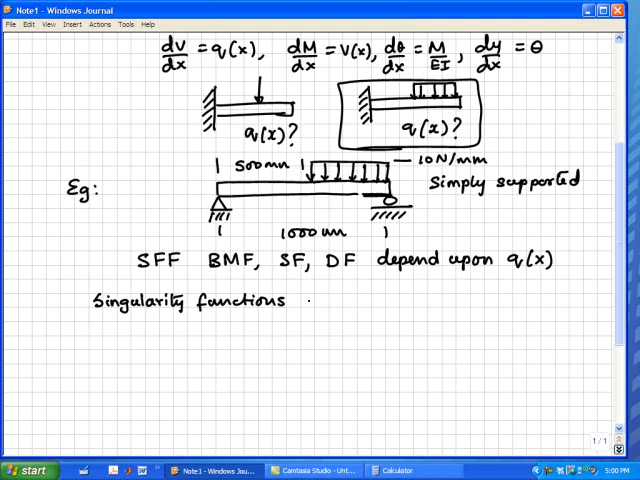 Note1 - Windows Journal
File Edit View Insert Actions Tools Help
dV/dx = q(x), dM/dx = V(x), dθ/dx = M/EI, dy/dx = θ
q(x)? q(x)?
500mm 10N/mm
Eg: Simply supported
1000mm
SFF BMF, SF, DF depend upon q(x)
Singularity functions
1 / 1
start Note1 - Windows Jou... Camtasia Studio - Unt... Calculator 5:00 PM